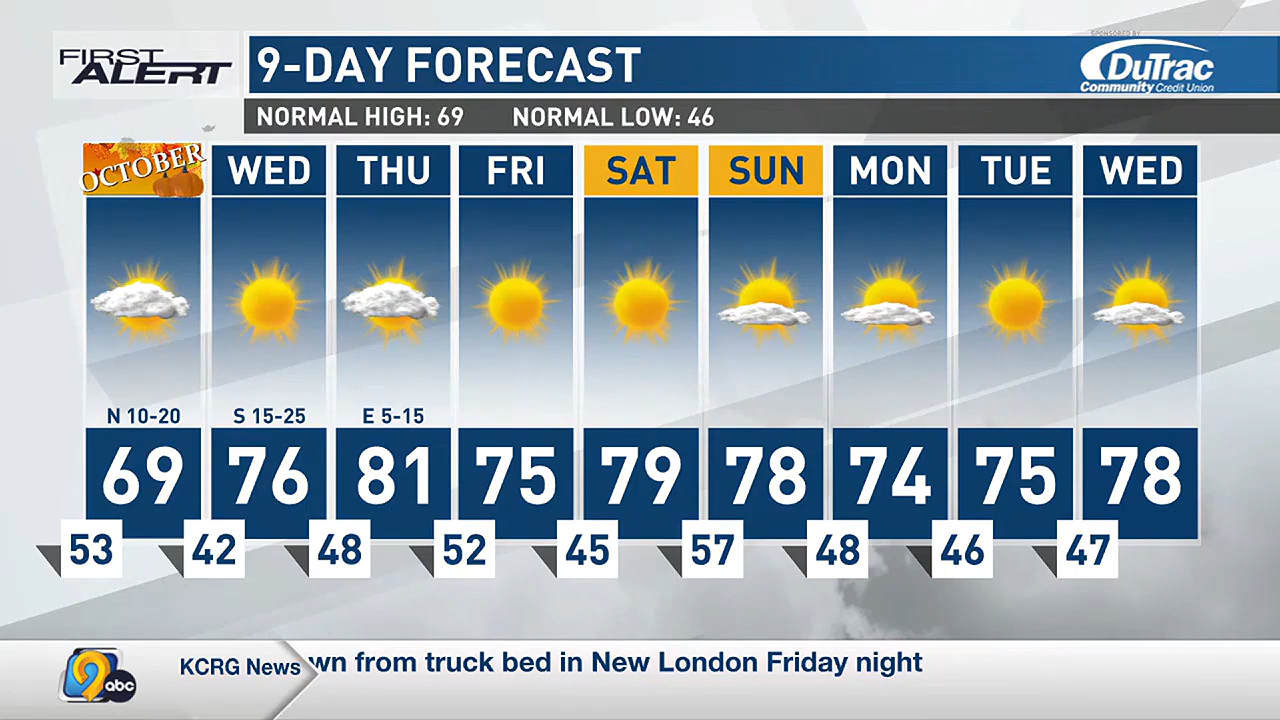 SPONSORED BY
FIRST ALERT
9-DAY FORECAST
DuTrac
Community Credit Union
NORMAL HIGH: 69 NORMAL LOW: 46
OCTOBER WED THU FRI SAT SUN MON TUE WED
N 10-20 S 15-25 E 5-15
69 76 81 75 79 78 74 75 78
53 42 48 52 45 57 48 46 47
9 abc
KCRG News
from truck bed in New London Friday night